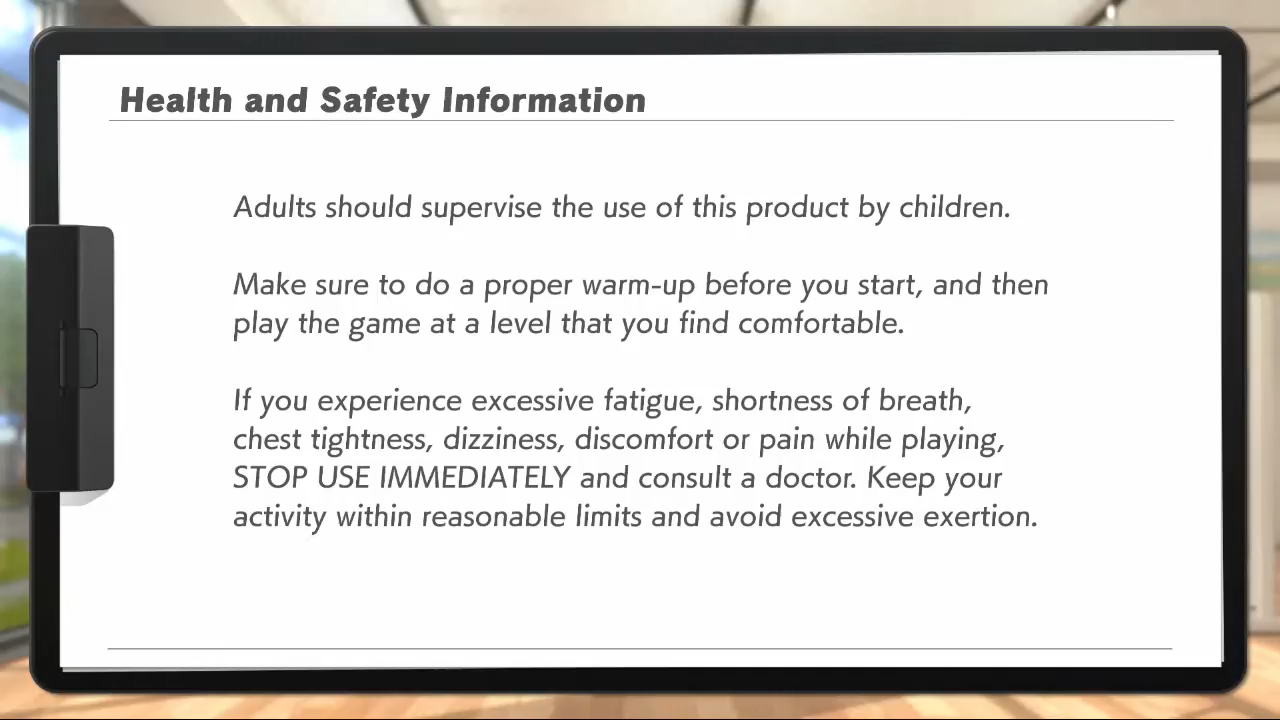 Health and Safety Information
Adults should supervise the use of this product by children.
Make sure to do a proper warm-up before you start, and then
play the game at a level that you find comfortable.
If you experience excessive fatigue, shortness of breath,
chest tightness, dizziness, discomfort or pain while playing,
STOP USE IMMEDIATELY and consult a doctor. Keep your
activity within reasonable limits and avoid excessive exertion.